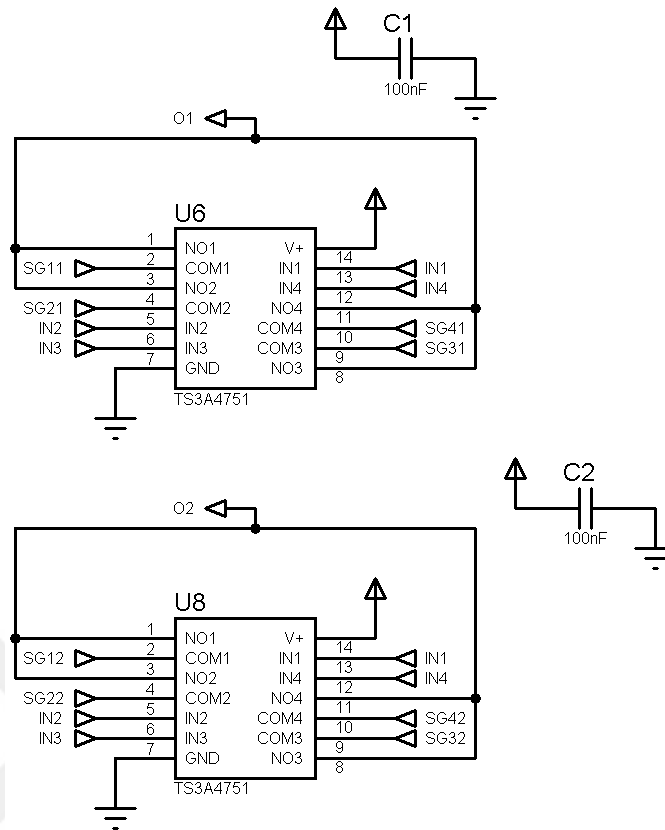 C1
100nF
O1
U6
1 NO1 V+ 14
SG11 2 COM1 IN1 13 IN1
3 NO2 IN4 12 IN4
SG21 4 COM2 NO4 11
IN2 5 IN2 COM4 10 SG41
IN3 6 IN3 COM3 9 SG31
7 GND NO3 8
TS3A4751
C2
100nF
O2
U8
1 NO1 V+ 14
SG12 2 COM1 IN1 13 IN1
3 NO2 IN4 12 IN4
SG22 4 COM2 NO4 11
IN2 5 IN2 COM4 10 SG42
IN3 6 IN3 COM3 9 SG32
7 GND NO3 8
TS3A4751